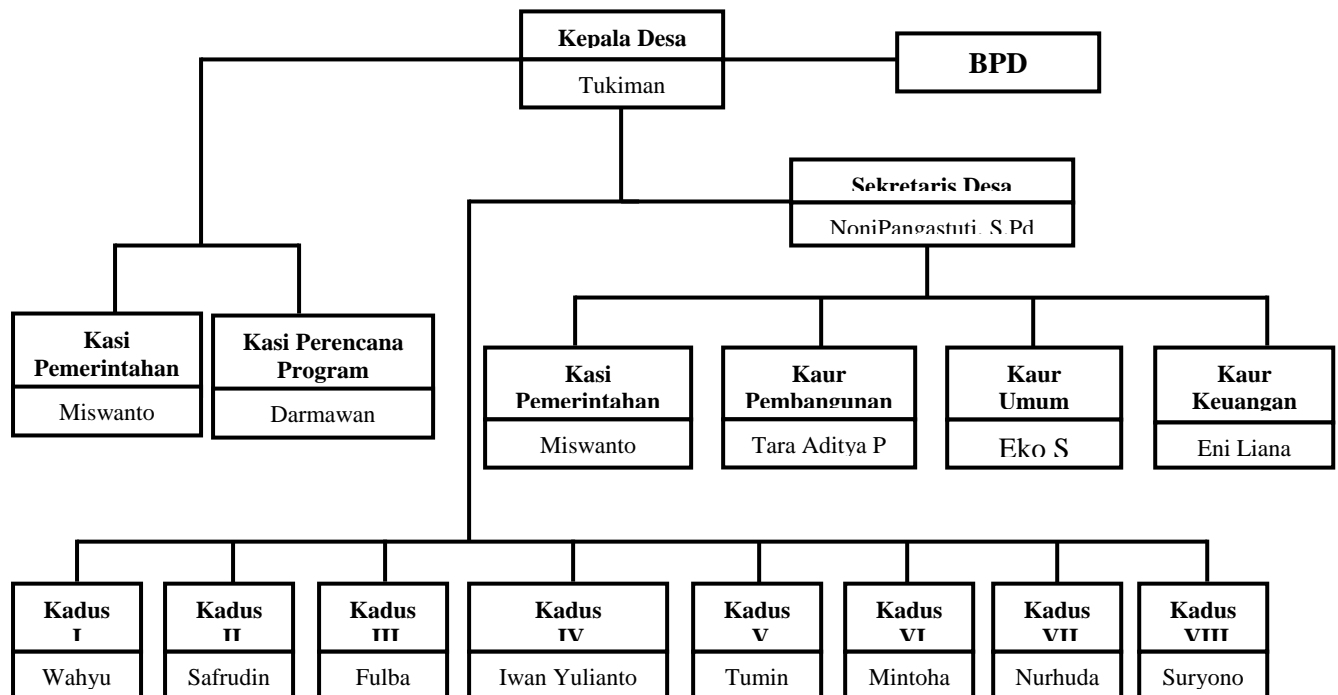 Kepala Desa
Tukiman
BPD
Sekretaris Desa
NoniPangastuti, S.Pd
Kasi
Pemerintahan
Miswanto
Kasi Perencana
Program
Darmawan
Kasi
Pemerintahan
Miswanto
Kaur
Pembangunan
Tara Aditya P
Kaur
Umum
Eko S
Kaur
Keuangan
Eni Liana
Kadus
I
Wahyu
Kadus
II
Safrudin
Kadus
III
Fulba
Kadus
IV
Iwan Yulianto
Kadus
V
Tumin
Kadus
VI
Mintoha
Kadus
VII
Nurhuda
Kadus
VIII
Suryono